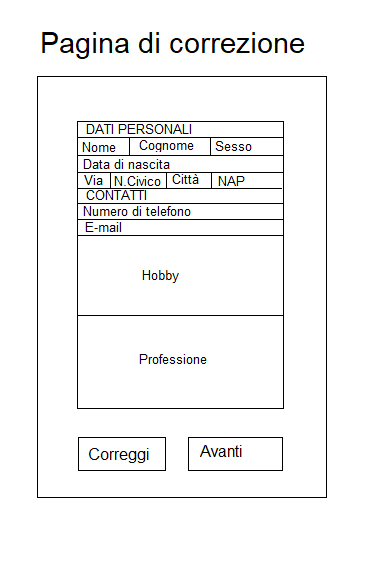 Pagina di correzione
DATI PERSONALI
Nome Cognome Sesso
Data di nascita
Via N.Civico Città NAP
CONTATTI
Numero di telefono
E-mail
Hobby
Professione
Correggi Avanti